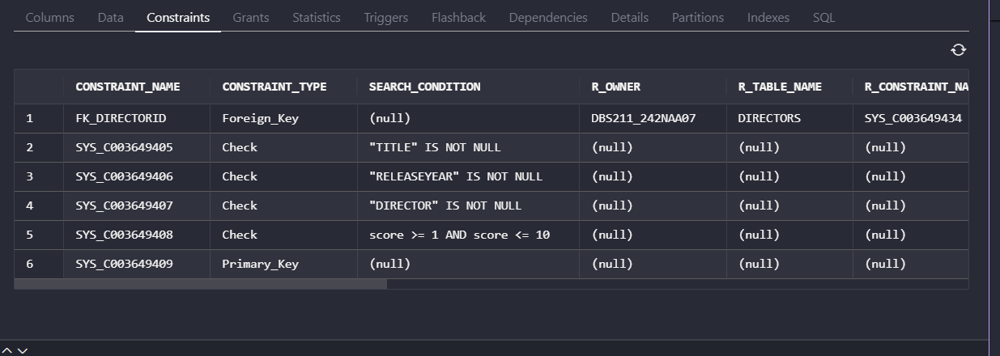 Columns Data Constraints Grants Statistics Triggers Flashback Dependencies Details Partitions Indexes SQL
CONSTRAINT_NAME CONSTRAINT_TYPE SEARCH_CONDITION R_OWNER R_TABLE_NAME R_CONSTRAINT_NA
1 FK_DIRECTORID Foreign_Key (null) DBS211_242NAA07 DIRECTORS SYS_C003649434
2 SYS_C003649405 Check "TITLE" IS NOT NULL (null) (null) (null)
3 SYS_C003649406 Check "RELEASEYEAR" IS NOT NULL (null) (null) (null)
4 SYS_C003649407 Check "DIRECTOR" IS NOT NULL (null) (null) (null)
5 SYS_C003649408 Check score >= 1 AND score <= 10 (null) (null) (null)
6 SYS_C003649409 Primary_Key (null) (null) (null) (null)